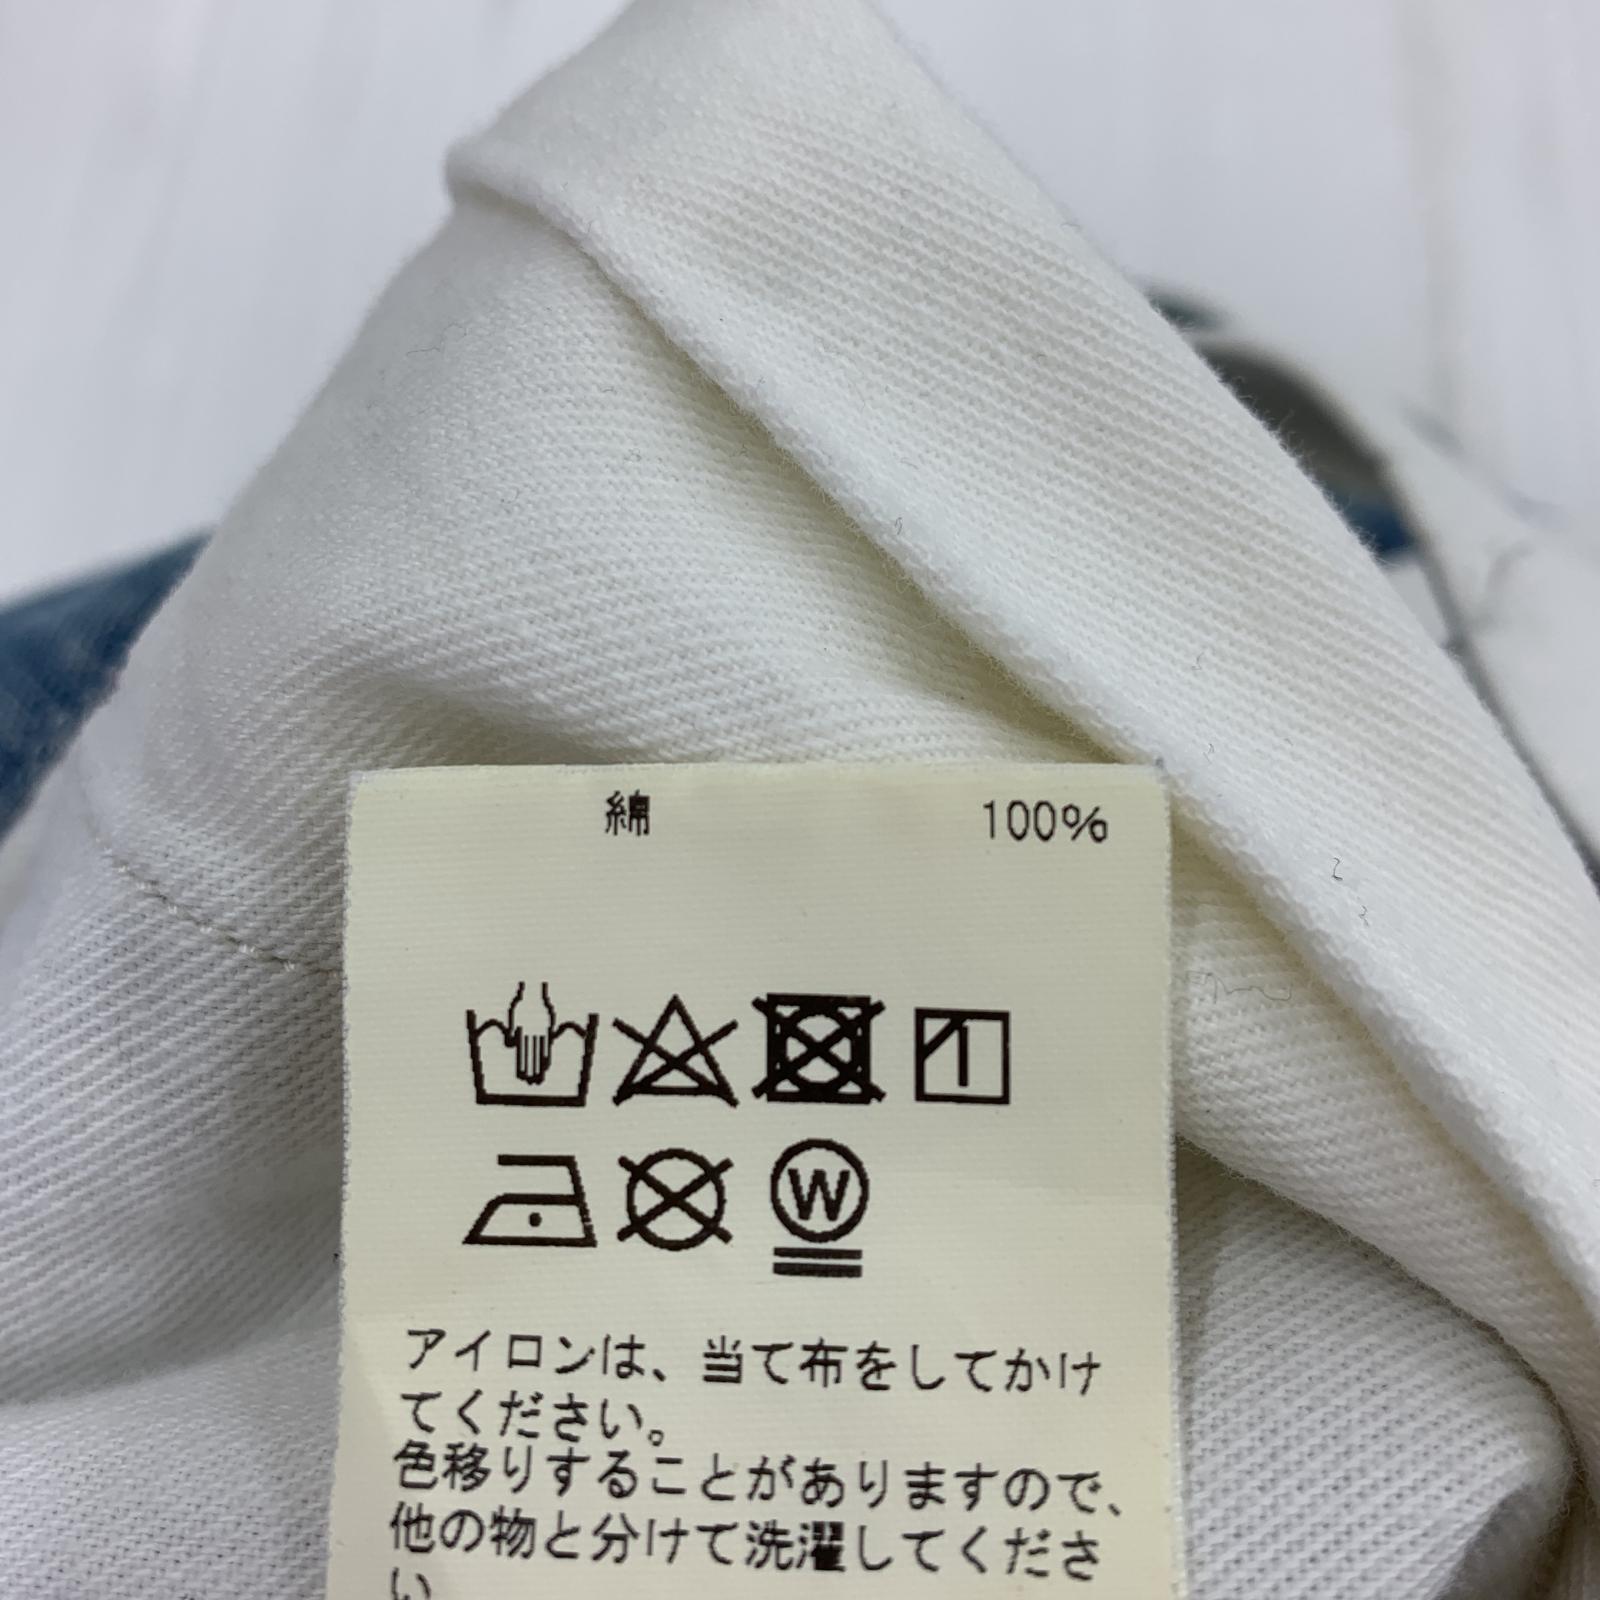 綿 100%
W
アイロンは、当て布をしてかけ
てください。
色移りすることがありますので、
他の物と分けて洗濯してくださ
い